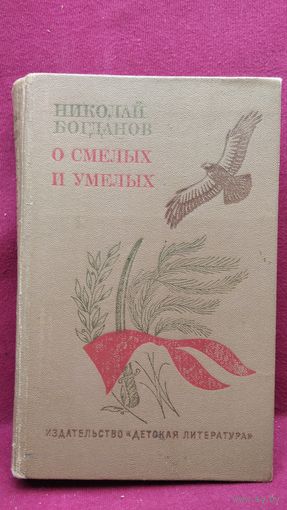 НИКОЛАЙ
БОГДАНОВ
О СМЕЛЫХ
И УМЕЛЫХ
ИЗДАТЕЛЬСТВО «ДЕТСКАЯ ЛИТЕРАТУРА»